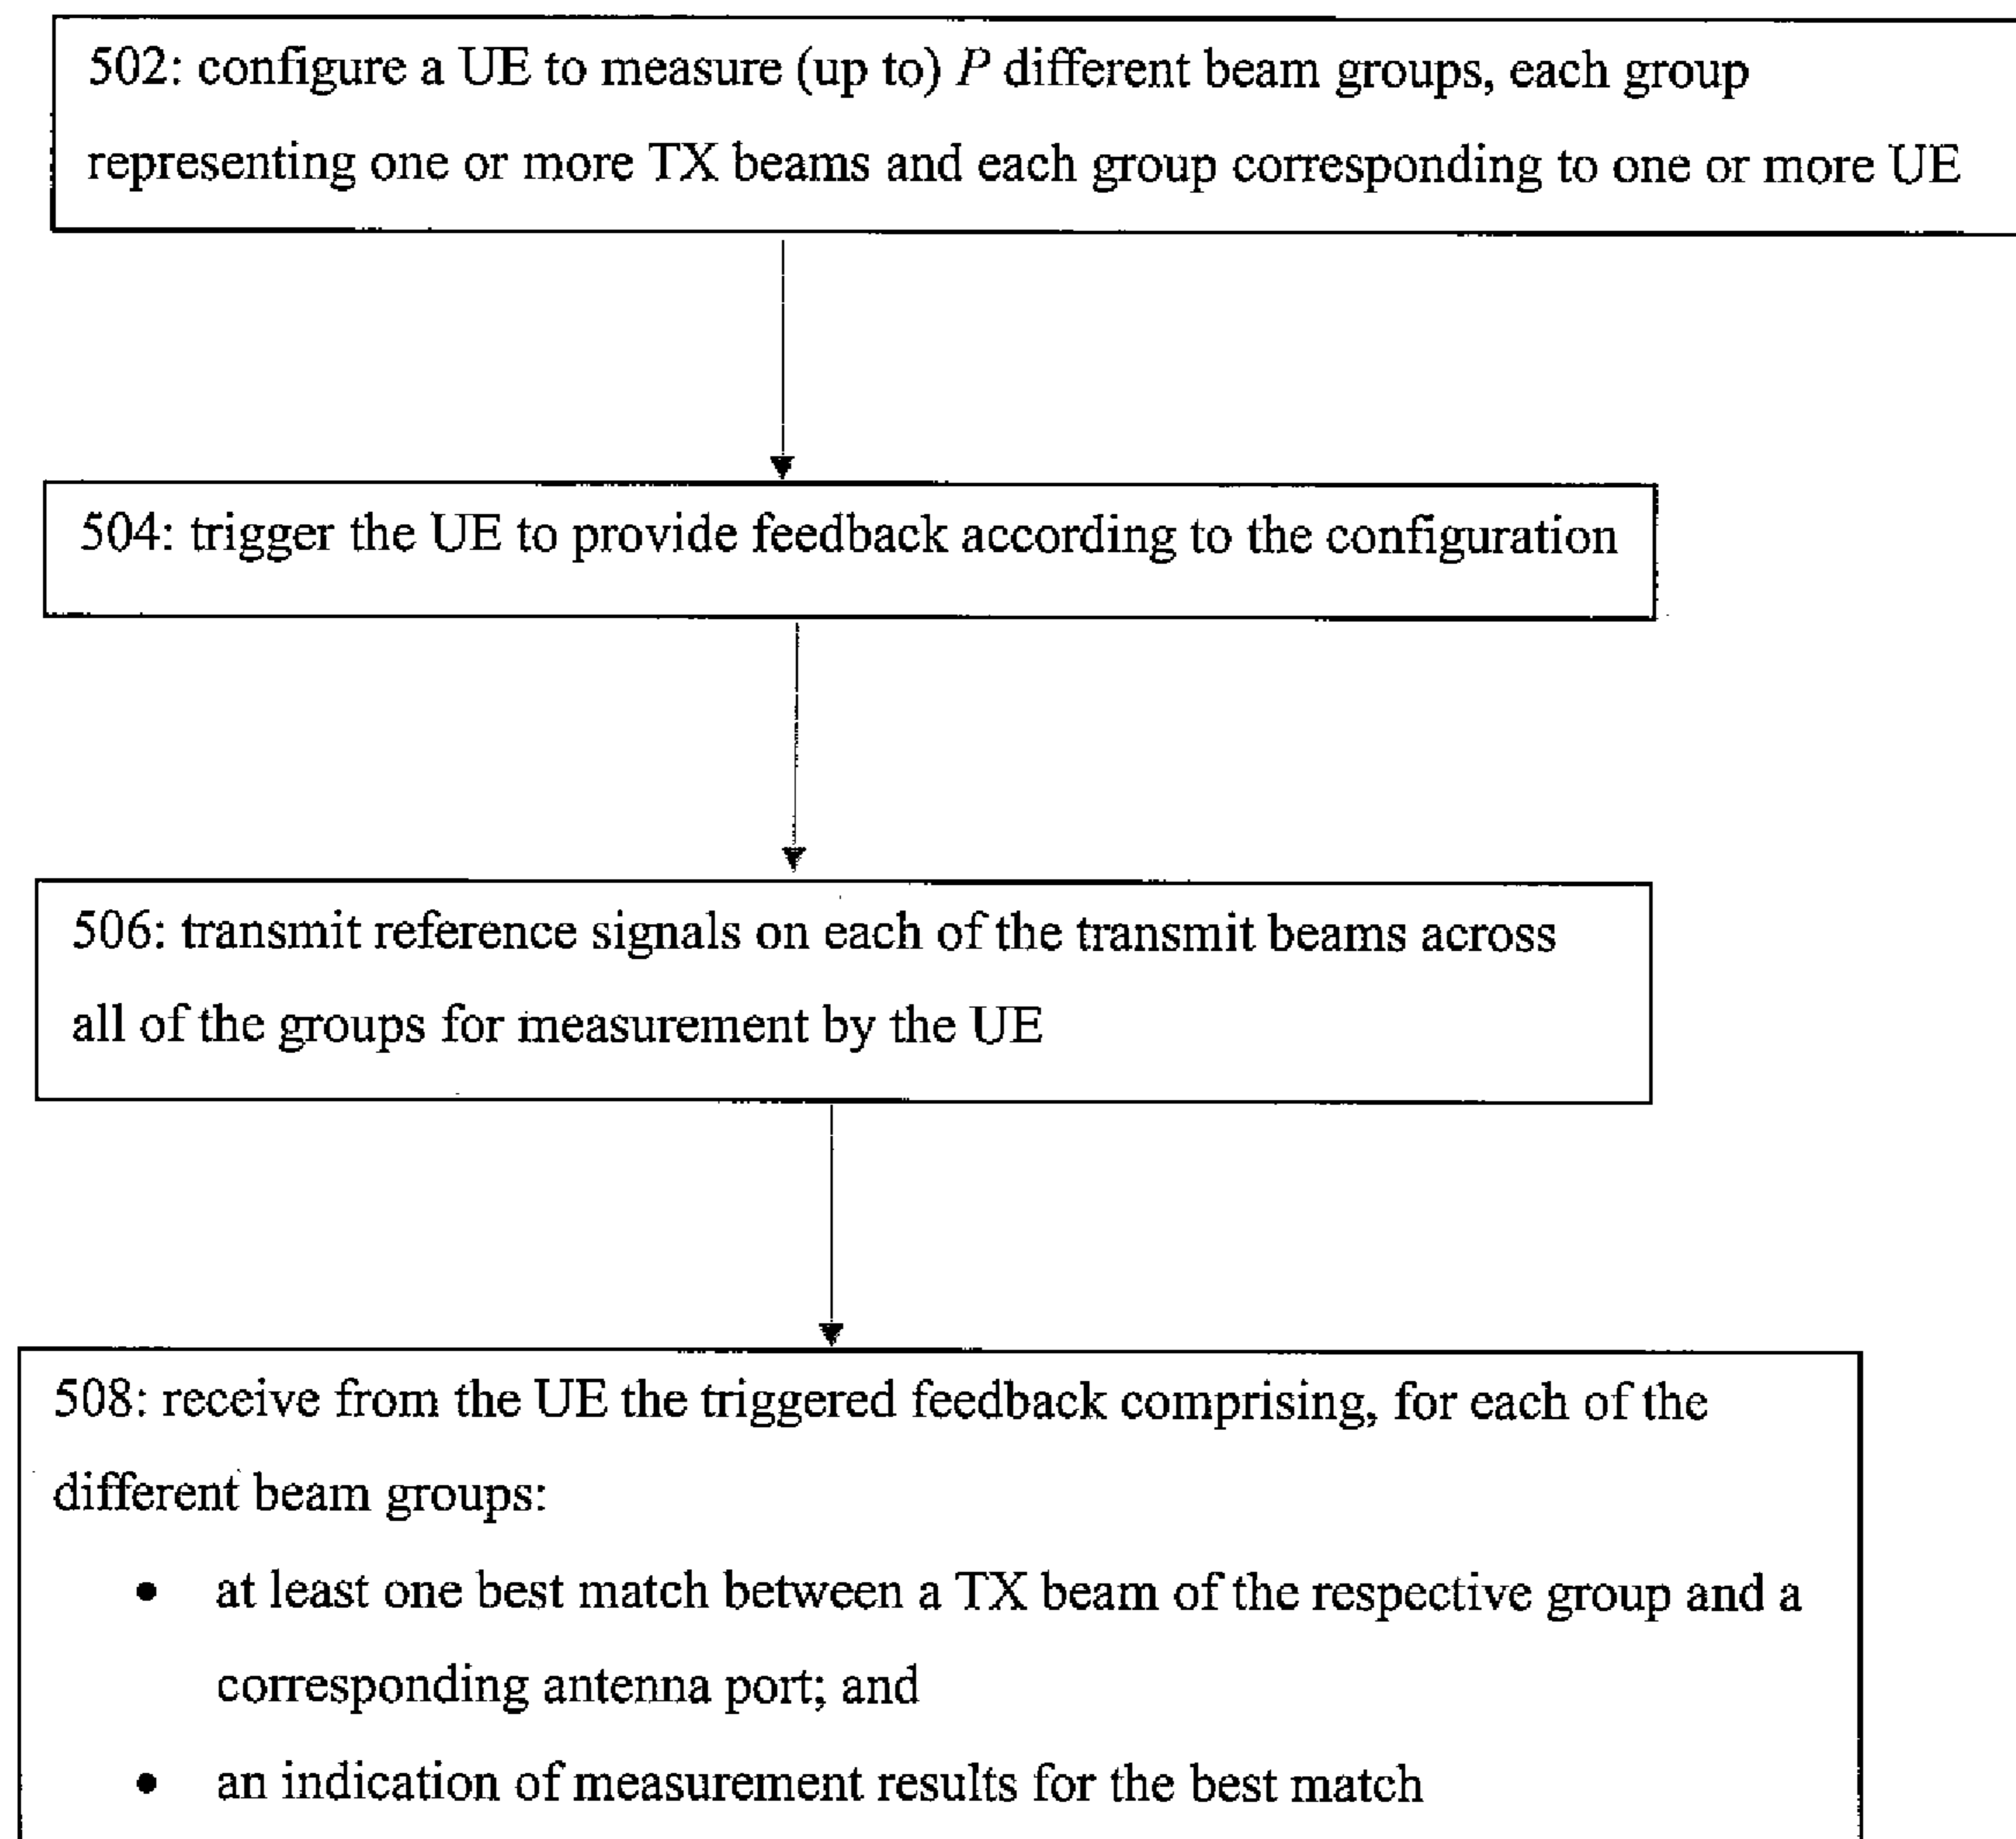 502: configure a UE to measure (up to) P different beam groups, each group
representing one or more TX beams and each group corresponding to one or more UE
504: trigger the UE to provide feedback according to the configuration
506: transmit reference signals on each of the transmit beams across
all of the groups for measurement by the UE
508: receive from the UE the triggered feedback comprising, for each of the
different beam groups:
• at least one best match between a TX beam of the respective group and a
corresponding antenna port; and
• an indication of measurement results for the best match